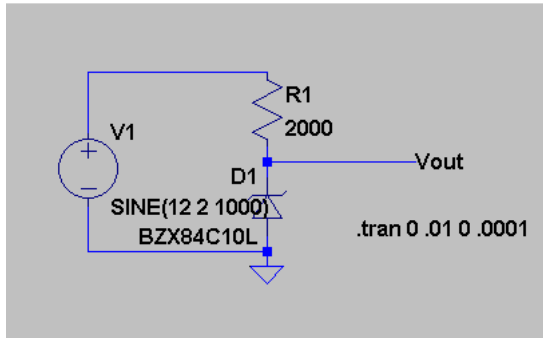 R1
V1
2000
Vout
D1
SINE(12 2 1000)
BZX84C10L
.tran 0 .01 0 .0001